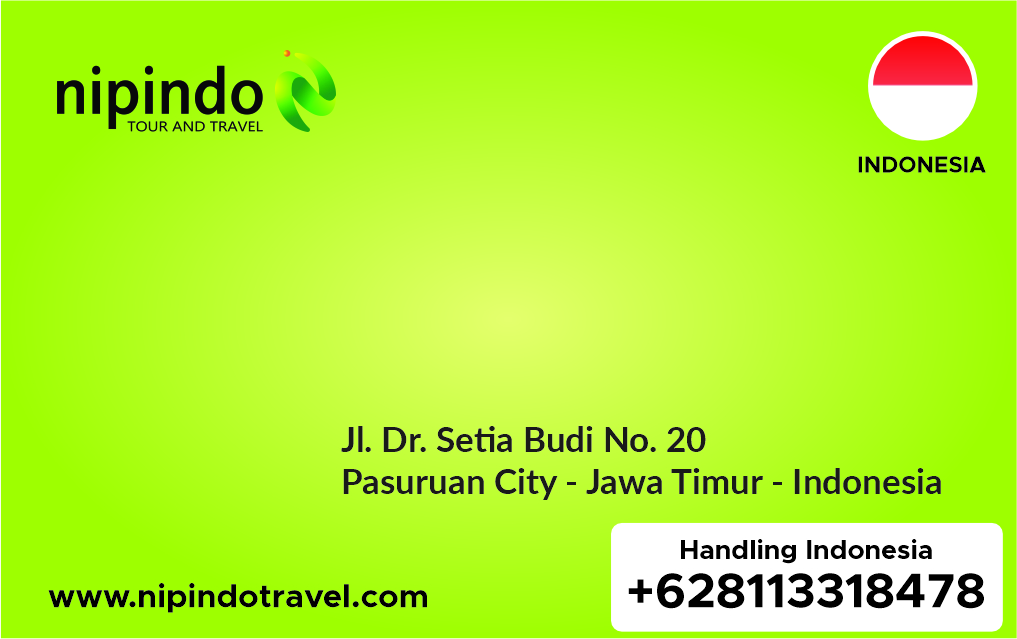 nipindo
TOUR AND TRAVEL
INDONESIA
Jl. Dr. Setia Budi No. 20
Pasuruan City - Jawa Timur - Indonesia
Handling Indonesia
+628113318478
www.nipindotravel.com